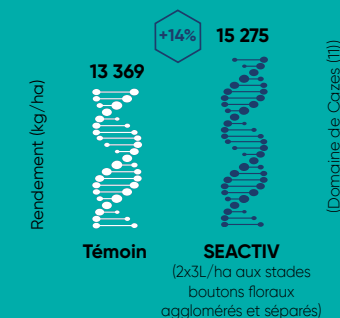 +14%
15 275
13 369
Rendement (kg/ha)
(Domaine de Cazes (11))
Témoin
SEACTIV
(2x3L/ha aux stades
boutons floraux
agglomérés et séparés)